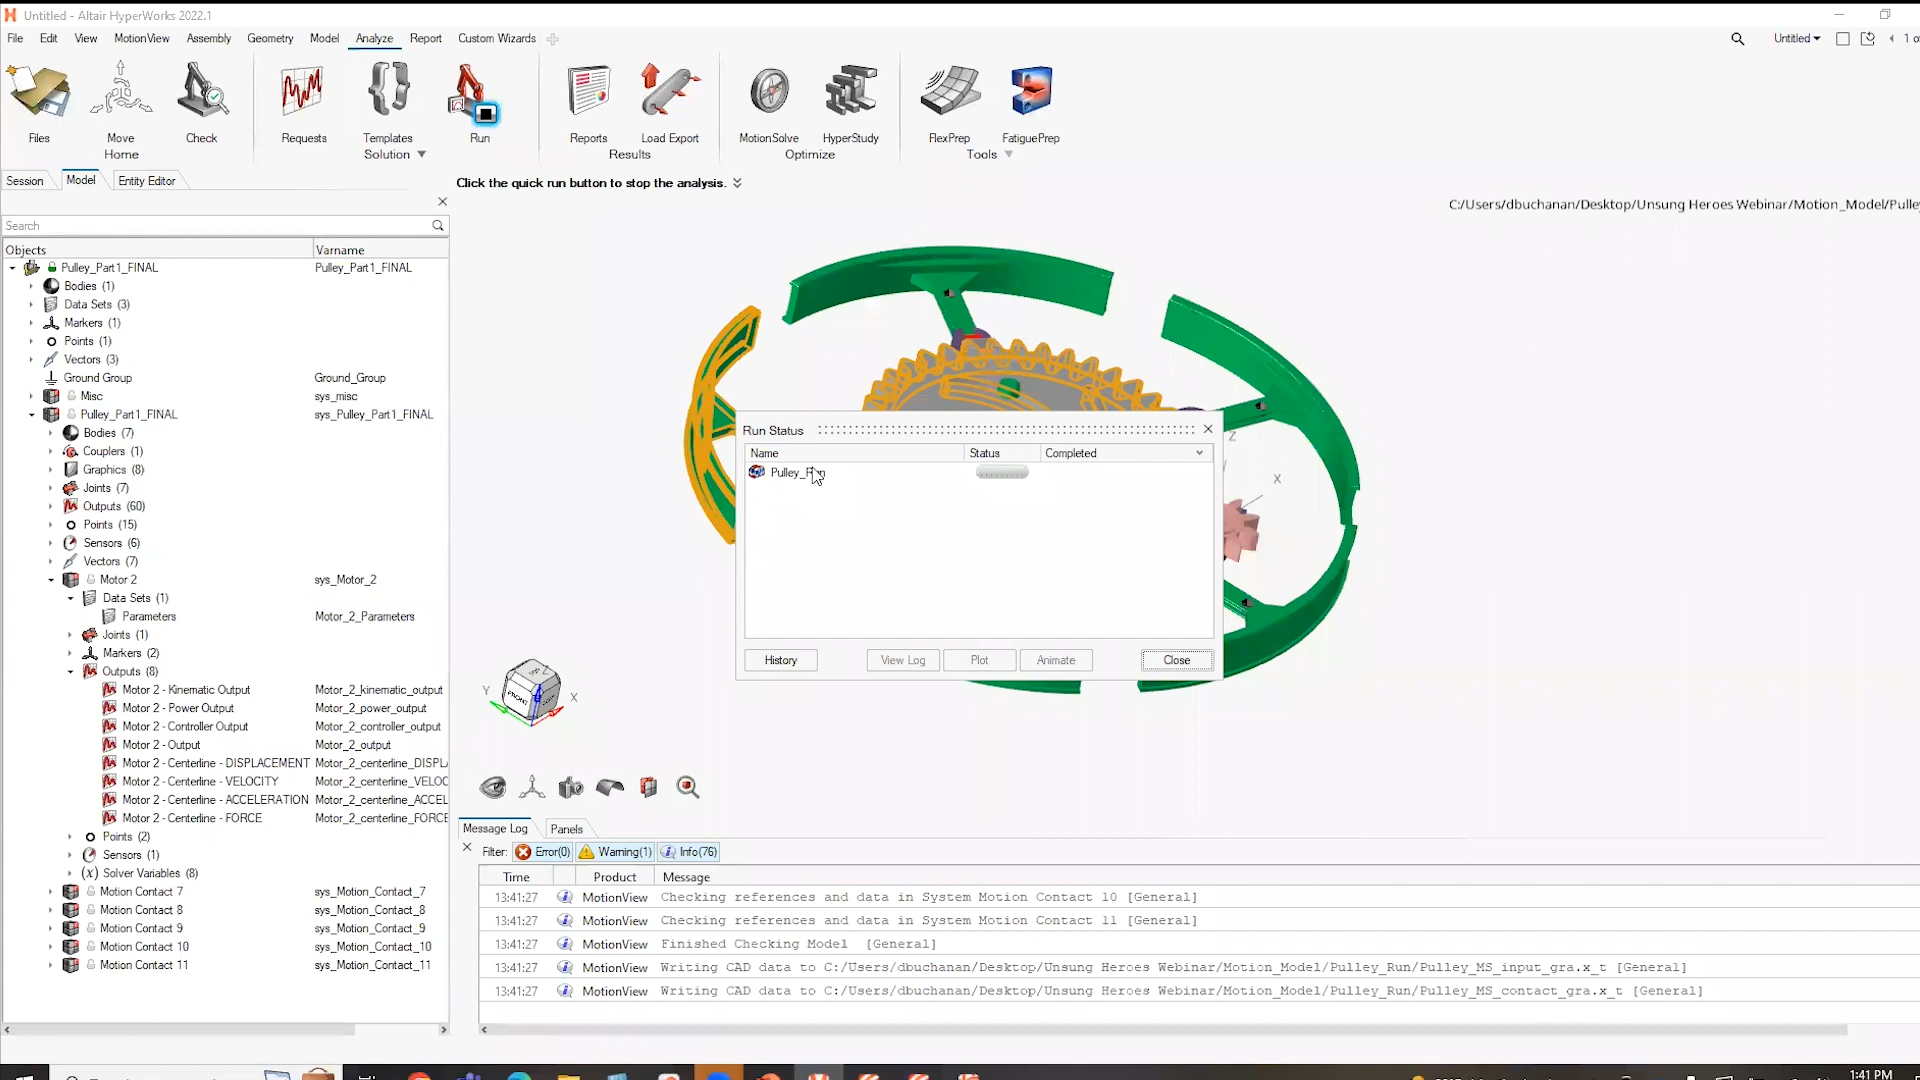 Untitled - Altair HyperWorks 2022.1
File Edit View MotionView Assembly Geometry Model Analyze Report Custom Wizards
Untitled
Files Move Check Requests Templates Run Reports Load Export MotionSolve HyperStudy FlexPrep FatiguePrep
Home Solution Results Optimize Tools
Session Model Entity Editor
Click the quick run button to stop the analysis.
C:/Users/dbuchanan/Desktop/Unsung Heroes Webinar/Motion_Model/Pulle
Search
Objects Varname
Pulley_Part1_FINAL Pulley_Part1_FINAL
Bodies (1)
Data Sets (3)
Markers (1)
Points (1)
Vectors (3)
Ground Group Ground_Group
Misc sys_misc
Pulley_Part1_FINAL sys_Pulley_Part1_FINAL
Bodies (7)
Couplers (1)
Graphics (8)
Joints (7)
Outputs (60)
Points (15)
Sensors (6)
Vectors (7)
Motor 2 sys_Motor_2
Data Sets (1)
Parameters Motor_2_Parameters
Joints (1)
Markers (2)
Outputs (8)
Motor 2 - Kinematic Output Motor_2_kinematic_output
Motor 2 - Power Output Motor_2_power_output
Motor 2 - Controller Output Motor_2_controller_output
Motor 2 - Output Motor_2_output
Motor 2 - Centerline - DISPLACEMENT Motor_2_centerline_DISPL
Motor 2 - Centerline - VELOCITY Motor_2_centerline_VELOC
Motor 2 - Centerline - ACCELERATION Motor_2_centerline_ACCEL
Motor 2 - Centerline - FORCE Motor_2_centerline_FORCE
Points (2)
Sensors (1)
(x) Solver Variables (8)
Motion Contact 7 sys_Motion_Contact_7
Motion Contact 8 sys_Motion_Contact_8
Motion Contact 9 sys_Motion_Contact_9
Motion Contact 10 sys_Motion_Contact_10
Motion Contact 11 sys_Motion_Contact_11
Run Status
Name Status Completed
History View Log Plot Animate Close
Z
X
Y X
FRONT
Message Log Panels
Filter: Error(0) Warning(1) Info(76)
Time Product Message
13:41:27 MotionView Checking references and data in System Motion Contact 10 [General]
13:41:27 MotionView Checking references and data in System Motion Contact 11 [General]
13:41:27 MotionView Finished Checking Model [General]
13:41:27 MotionView Writing CAD data to C:/Users/dbuchanan/Desktop/Unsung Heroes Webinar/Motion_Model/Pulley_Run/Pulley_MS_input_gra.x_t [General]
13:41:27 MotionView Writing CAD data to C:/Users/dbuchanan/Desktop/Unsung Heroes Webinar/Motion_Model/Pulley_Run/Pulley_MS_contact_gra.x_t [General]
1:41 PM